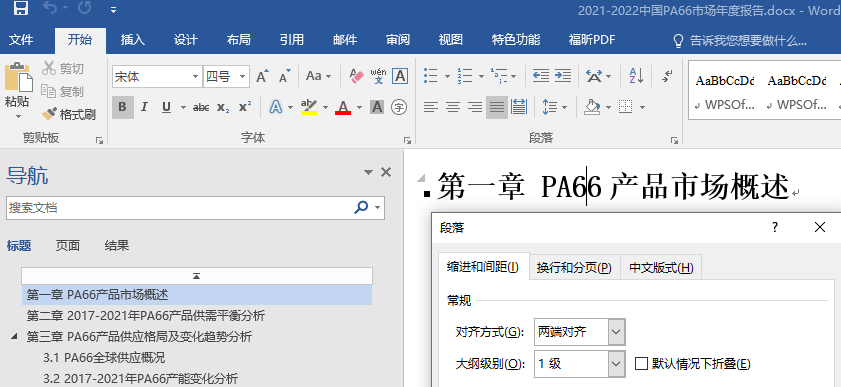 2021-2022中国PA66市场年度报告.docx - Word
文件 开始 插入 设计 布局 引用 邮件 审阅 视图 特色功能 福昕PDF 告诉我您想要做什么...
粘贴 剪切
复制
格式刷
宋体 四号 A A Aa wén A
B I U abc x₂ x² A ab A A 字
AaBbCcDd AaBbCcDd
WPSOf... WPSOf...
剪贴板 字体 段落
导航
搜索文档
标题 页面 结果
第一章 PA66产品市场概述
第二章 2017-2021年PA66产品供需平衡分析
第三章 PA66产品供应格局及变化趋势分析
3.1 PA66全球供应概况
3.2 2017-2021年PA66产能变化分析
第一章 PA66产品市场概述
段落 ? ×
缩进和间距(I) 换行和分页(P) 中文版式(H)
常规
对齐方式(G): 两端对齐
大纲级别(O): 1 级 默认情况下折叠(E)